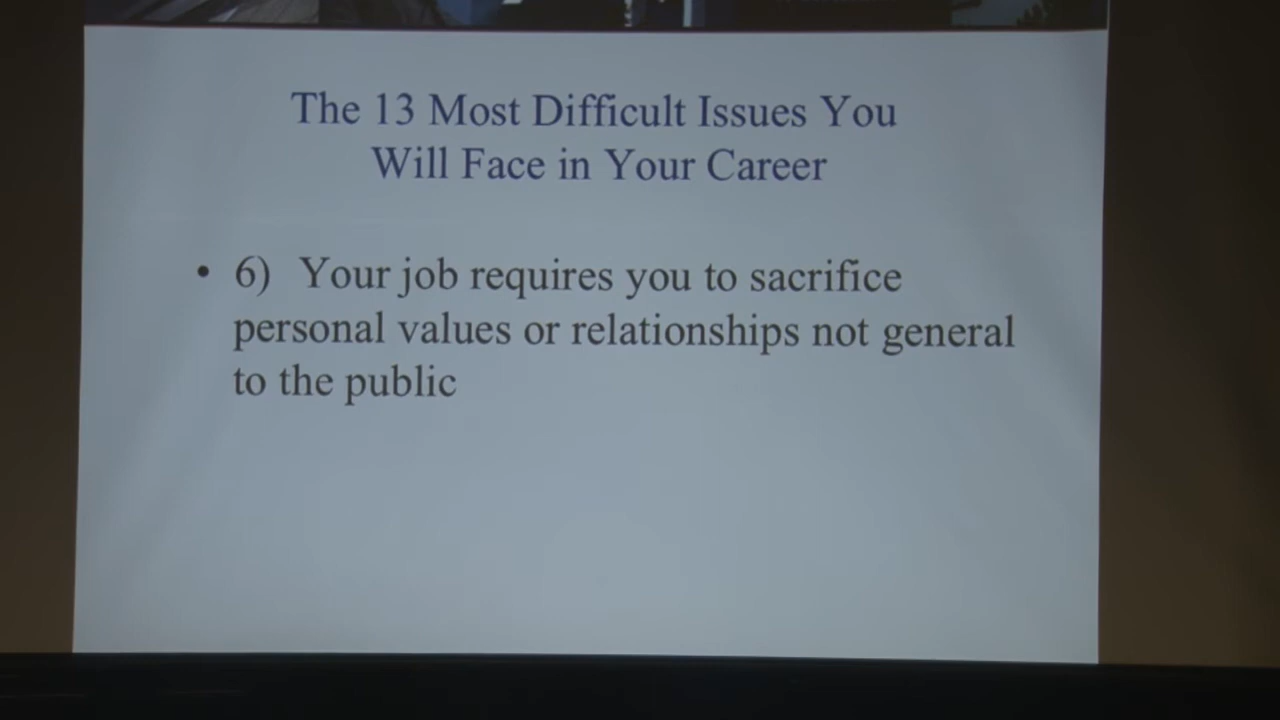 The 13 Most Difficult Issues You
Will Face in Your Career
• 6) Your job requires you to sacrifice
personal values or relationships not general
to the public